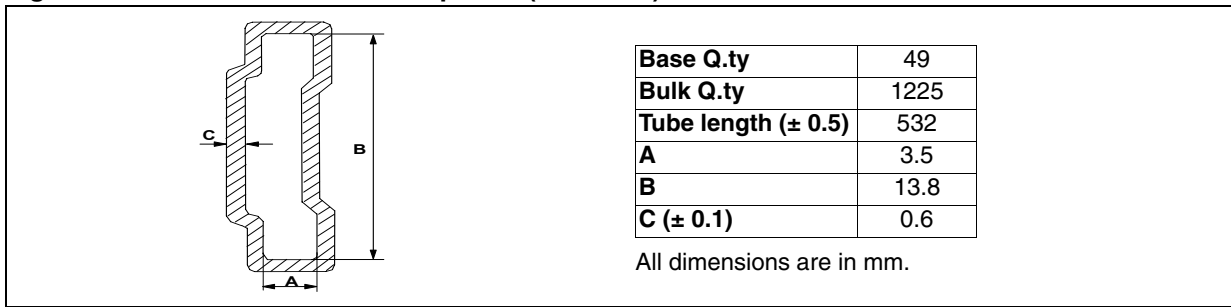 C
B
A
Base Q.ty 49
Bulk Q.ty 1225
Tube length (± 0.5) 532
A 3.5
B 13.8
C (± 0.1) 0.6
All dimensions are in mm.